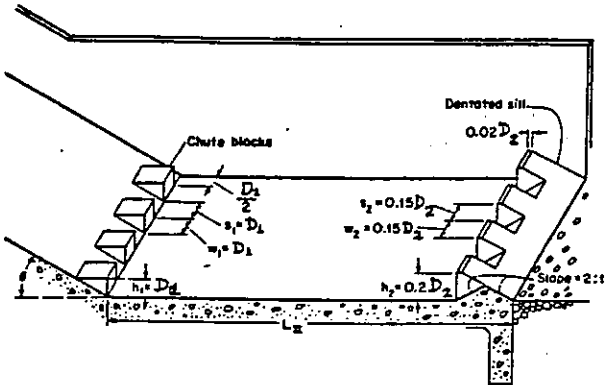 Dentated sill
0.02D₂
Chute blocks
D₁/2
s₁=D₁
w₁=D₁
s₂=0.15D₂
w₂=0.15D₂
h₁=D₁
h₂=0.2D₂
Slope=2:1
θ
L_III